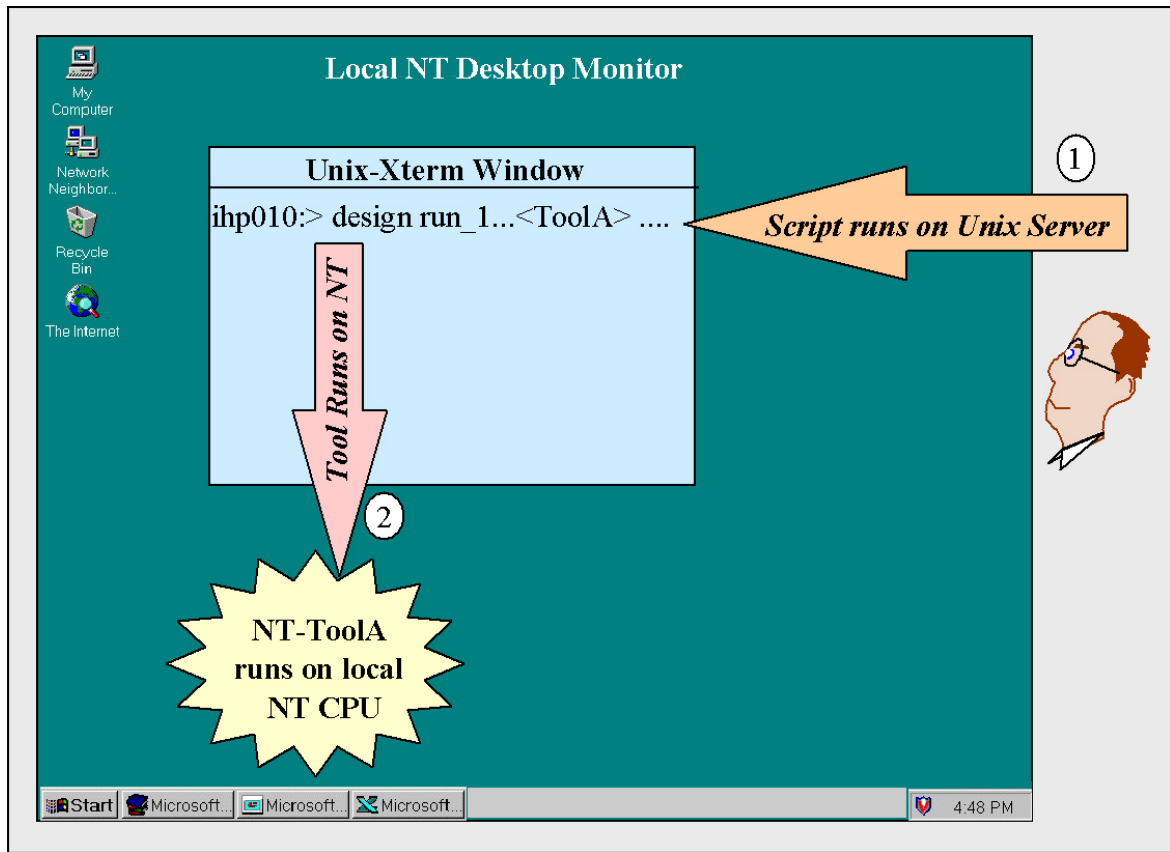 Local NT Desktop Monitor
My
Computer
Network
Neighbor...
Recycle
Bin
The Internet
Unix-Xterm Window
ihp010:> design run_1...<ToolA> ....
1
Script runs on Unix Server
Tool Runs on NT
2
NT-ToolA
runs on local
NT CPU
Start
Microsoft...
Microsoft...
Microsoft...
4:48 PM